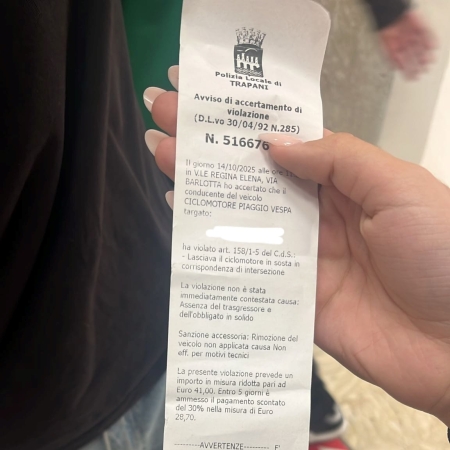 Polizia Locale di
TRAPANI
Avviso di accertamento di
violazione
(D.L.vo 30/04/92 N.285)
N. 516676
Il giorno 14/10/2025 alle ore
in V.LE REGINA ELENA, VIA
BARLOTTA ho accertato che il
conducente del veicolo
CICLOMOTORE PIAGGIO VESPA
targato:
ha violato art. 158/1-5 del C.d.S.:
- Lasciava il ciclomotore in sosta in
corrispondenza di intersezione
La violazione non è stata
immediatamente contestata causa:
Assenza del trasgressore e
dell'obbligato in solido
Sanzione accessoria: Rimozione del
veicolo non applicata causa Non
eff. per motivi tecnici
La presente violazione prevede un
importo in misura ridotta pari ad
Euro 41,00. Entro 5 giorni è
ammesso il pagamento scontato
del 30% nella misura di Euro
28,70.
----------AVVERTENZE--------- E'